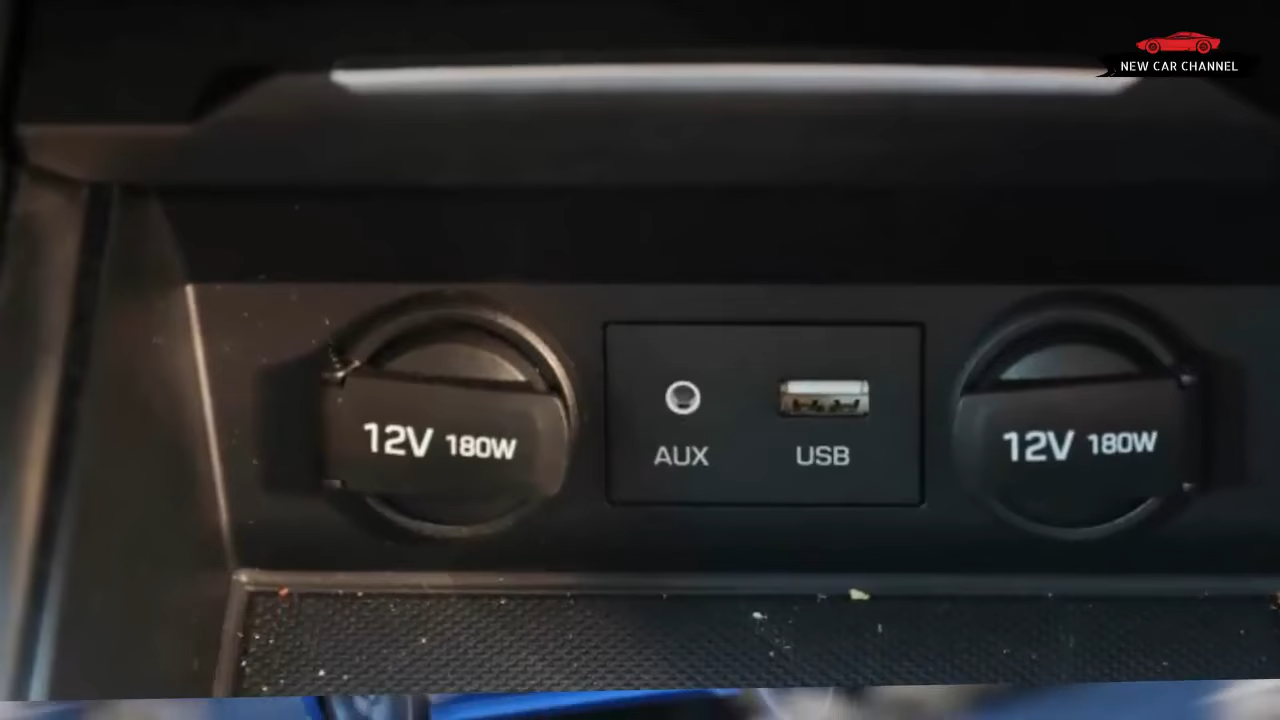 NEW CAR CHANNEL
12V 180W
AUX
USB
12V 180W